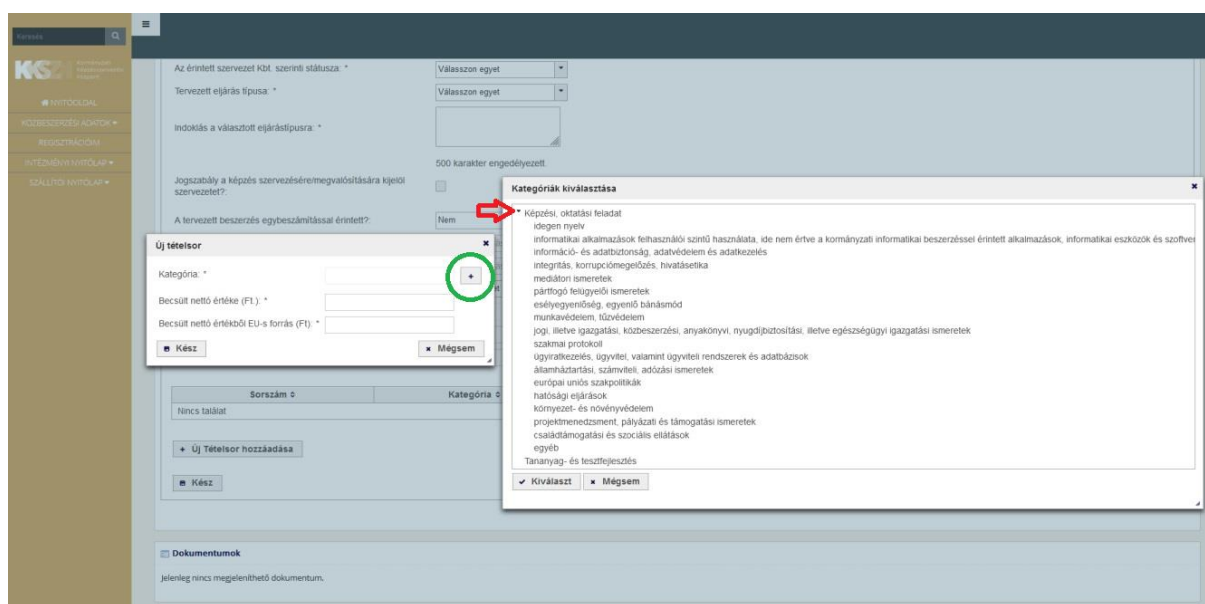 Keresés
KKSZ
NYITÓOLDAL
KÖZBESZERZÉSI ADATOK
REGISZTRÁCIÓIM
INTÉZMÉNYI NYITÓLAP
SZÁLLÍTÓI NYITÓLAP
Az érintett szervezet Kbt. szerinti státusza: *
Válasszon egyet
Tervezett eljárás típusa: *
Válasszon egyet
Indoklás a választott eljárástípusra: *
500 karakter engedélyezett.
Jogszabály a képzés szervezésére/megvalósítására kijelöl
szervezetet?:
A tervezett beszerzés egybeszámítással érintett?:
Nem
Új tételsor
Kategória: *
Becsült nettó értéke (Ft.): *
Becsült nettó értékből EU-s forrás (Ft): *
Kész
Mégsem
Sorszám
Kategória
Nincs találat
+ Új Tételsor hozzáadása
Kész
Kategóriák kiválasztása
Képzési, oktatási feladat
idegen nyelv
informatikai alkalmazások felhasználói szintű használata, ide nem értve a kormányzati informatikai beszerzéssel érintett alkalmazások, informatikai eszközök és szoftver
információ- és adatbiztonság, adatvédelem és adatkezelés
integritás, korrupciómegelőzés, hivatásetika
mediátori ismeretek
pártfogó felügyelői ismeretek
esélyegyenlőség, egyenlő bánásmód
munkavédelem, tűzvédelem
jogi, illetve igazgatási, közbeszerzési, anyakönyvi, nyugdíjbiztosítási, illetve egészségügyi igazgatási ismeretek
szakmai protokoll
ügyiratkezelés, ügyvitel, valamint ügyviteli rendszerek és adatbázisok
államháztartási, számviteli, adózási ismeretek
európai uniós szakpolitikák
hatósági eljárások
környezet- és növényvédelem
projektmenedzsment, pályázati és támogatási ismeretek
családtámogatási és szociális ellátások
egyéb
Tananyag- és tesztfejlesztés
Kiválaszt
Mégsem
Dokumentumok
Jelenleg nincs megjeleníthető dokumentum.